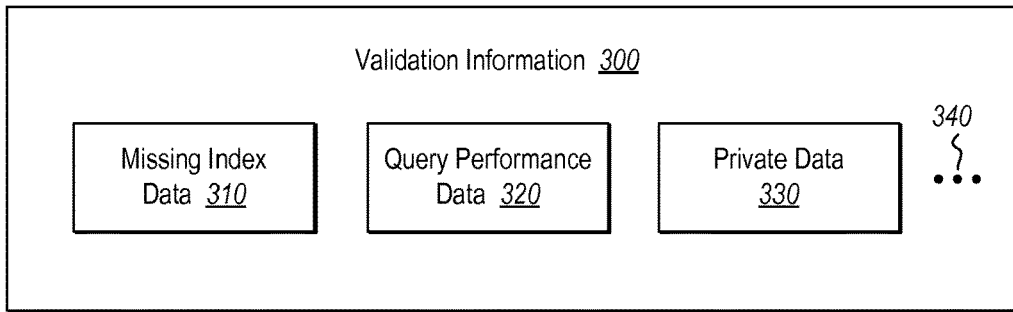 Validation Information 300
340
Missing Index
Data 310
Query Performance
Data 320
Private Data
330